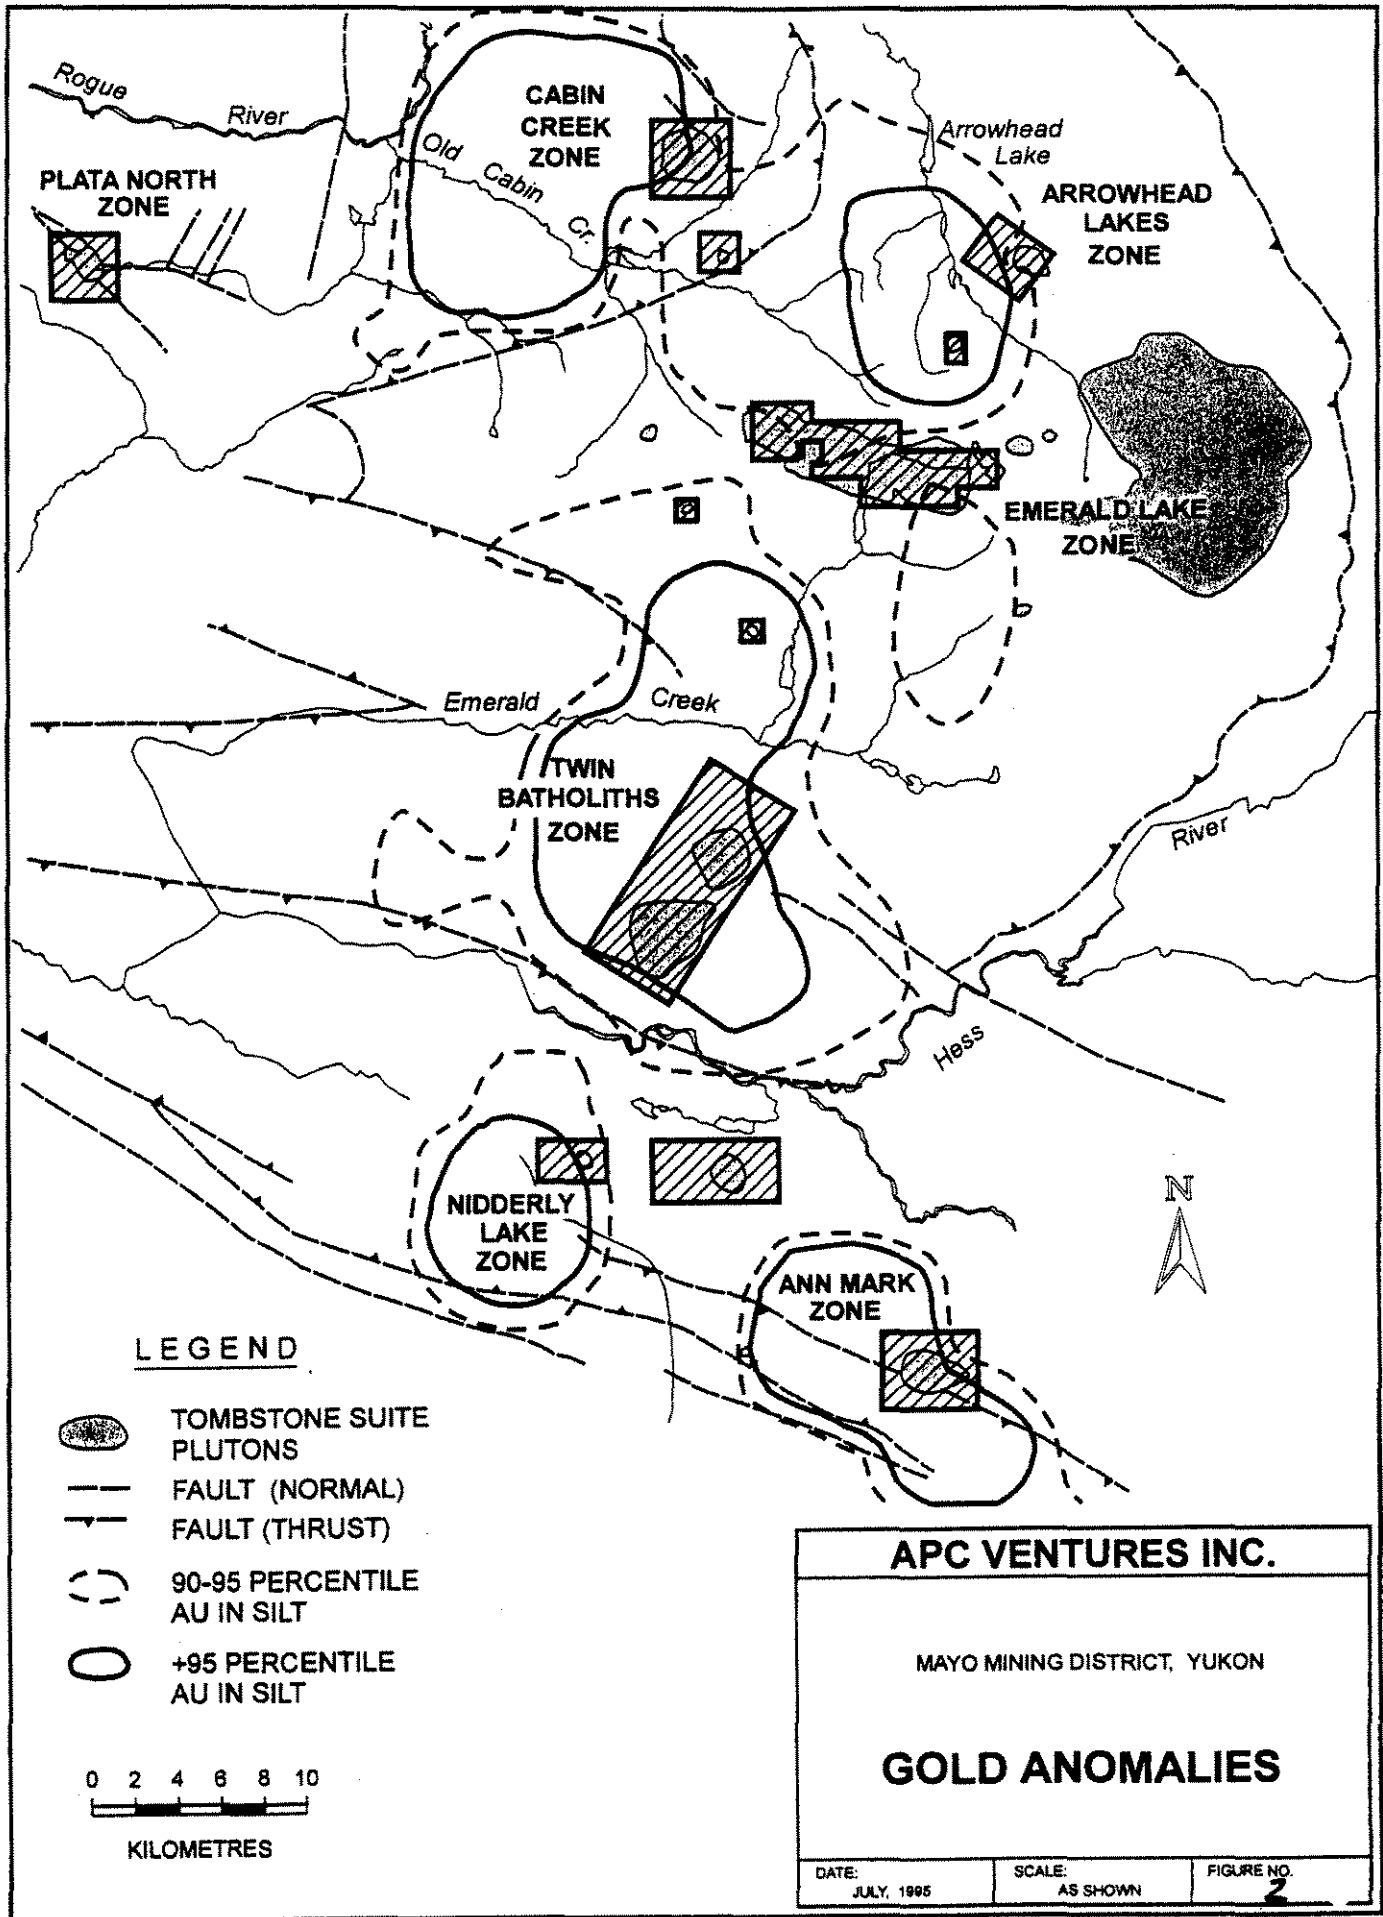 Rogue
River
CABIN
CREEK
ZONE
Old Cabin Cr.
Arrowhead
Lake
PLATA NORTH
ZONE
ARROWHEAD
LAKES
ZONE
EMERALD LAKE
ZONE
Emerald Creek
TWIN
BATHOLITHS
ZONE
River
Hess
NIDDERLY
LAKE
ZONE
N
ANN MARK
ZONE
LEGEND
TOMBSTONE SUITE
PLUTONS
FAULT (NORMAL)
FAULT (THRUST)
90-95 PERCENTILE
AU IN SILT
+95 PERCENTILE
AU IN SILT
0 2 4 6 8 10
KILOMETRES
APC VENTURES INC.
MAYO MINING DISTRICT, YUKON
GOLD ANOMALIES
DATE:
JULY, 1995
SCALE:
AS SHOWN
FIGURE NO.
2